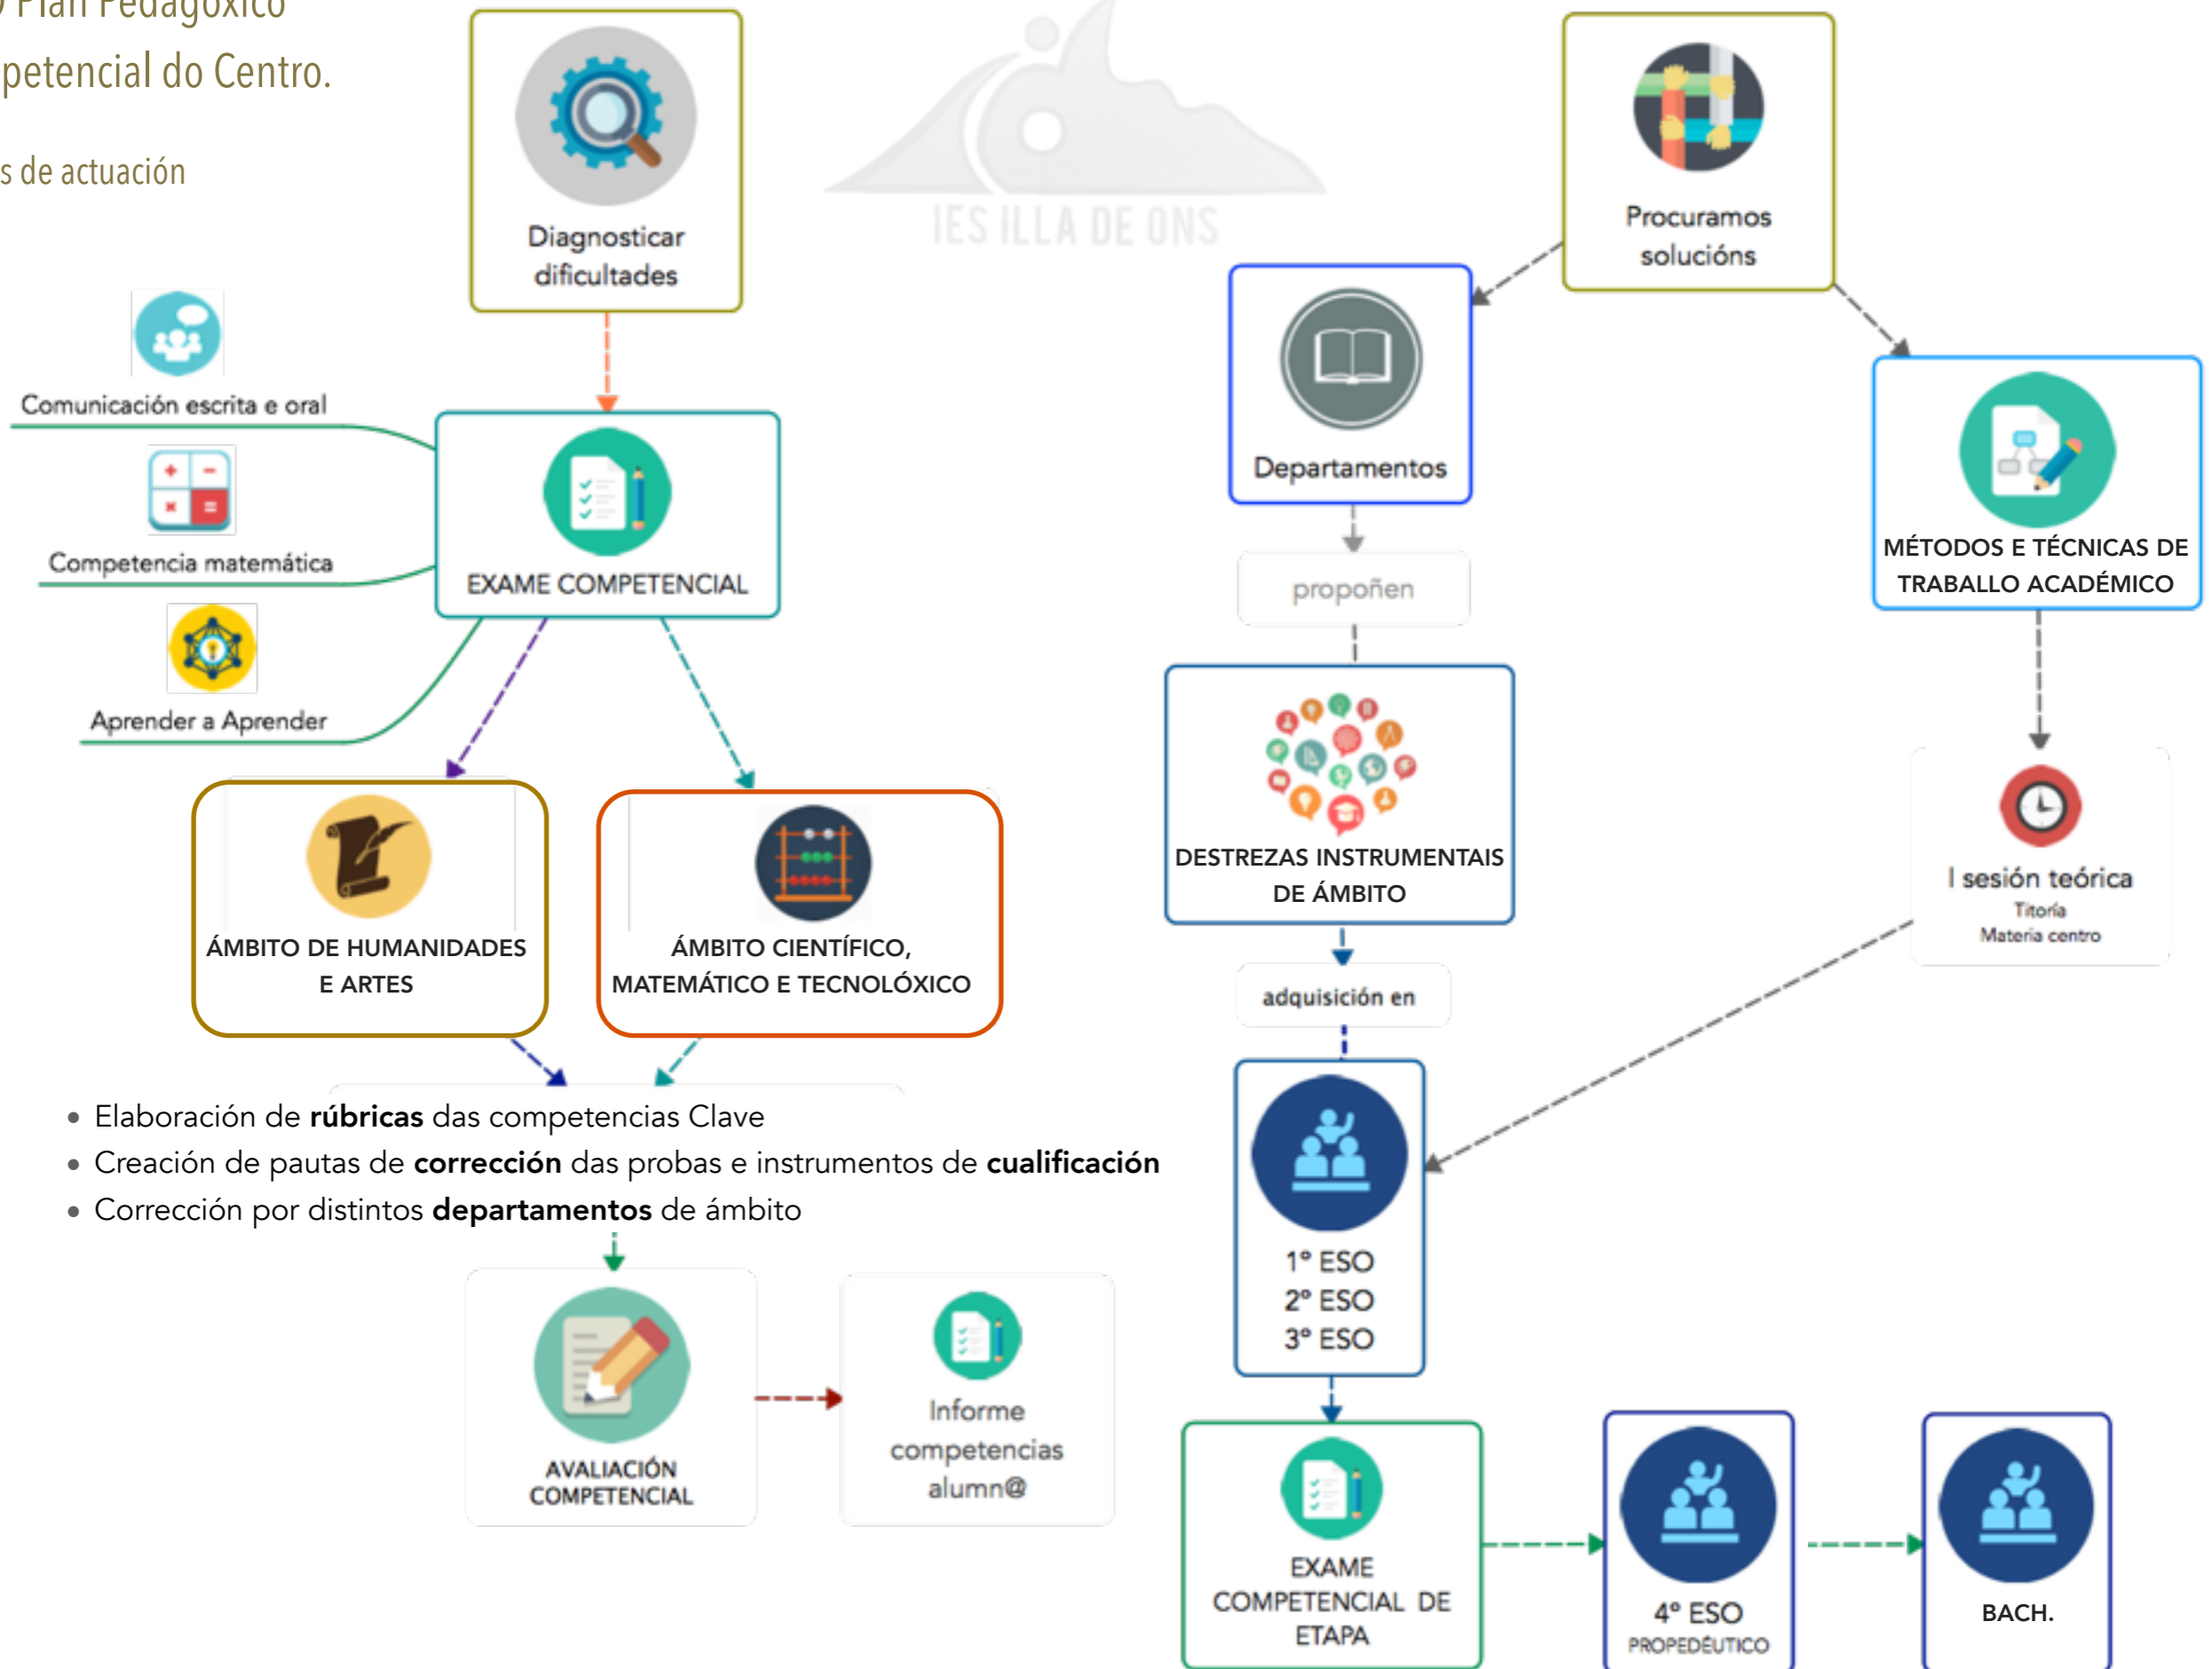 Plan Pedagóxico
petencial do Centro.
s de actuación
Diagnosticar
dificultades
Comunicación escrita e oral
Competencia matemática
Aprender a Aprender
EXAME COMPETENCIAL
ÁMBITO DE HUMANIDADES
E ARTES
ÁMBITO CIENTÍFICO,
MATEMÁTICO E TECNOLÓXICO
• Elaboración de rúbricas das competencias Clave
• Creación de pautas de corrección das probas e instrumentos de cualificación
• Corrección por distintos departamentos de ámbito
AVALIACIÓN
COMPETENCIAL
Informe
competencias
alumn@
IES ILLA DE ONS
Procuramos
solucións
Departamentos
propoñen
DESTREZAS INSTRUMENTAIS
DE ÁMBITO
adquisición en
1º ESO
2º ESO
3º ESO
MÉTODOS E TÉCNICAS DE
TRABALLO ACADÉMICO
I sesión teórica
Titoría
Materia centro
EXAME
COMPETENCIAL DE
ETAPA
4º ESO
PROPEDÉUTICO
BACH.